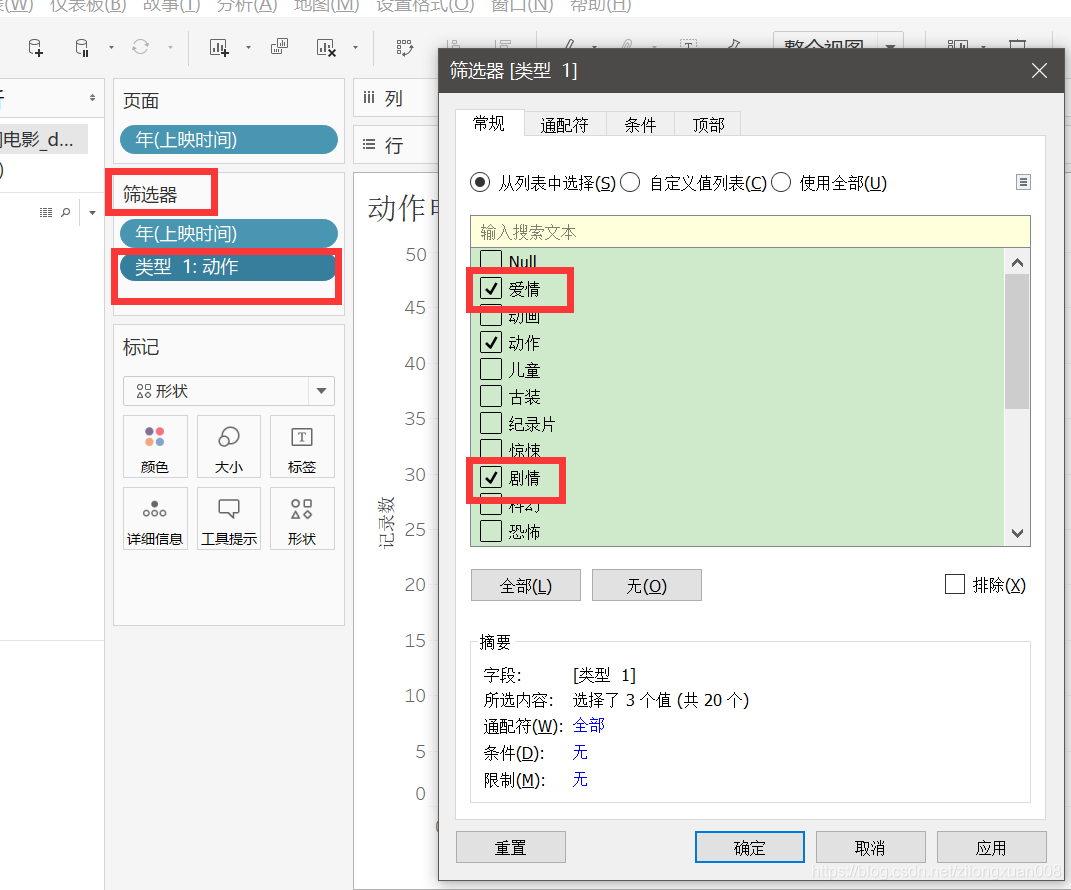 仪表板(B) 故事(T) 分析(A) 地图(M) 设置格式(O) 窗口(N) 帮助(H)
整个视图
电影_d...
页面
年(上映时间)
筛选器
年(上映时间)
类型 1: 动作
标记
形状
颜色 大小 标签
详细信息 工具提示 形状
列
行
动作
50
45
40
35
30
25
20
15
10
5
0
记录数
筛选器 [类型 1]
常规 通配符 条件 顶部
从列表中选择(S) 自定义值列表(C) 使用全部(U)
输入搜索文本
Null
爱情
动画
动作
儿童
古装
纪录片
惊悚
剧情
科幻
恐怖
全部(L) 无(O) 排除(X)
摘要
字段: [类型 1]
所选内容: 选择了 3 个值 (共 20 个)
通配符(W): 全部
条件(D): 无
限制(M): 无
重置 确定 取消 应用
https://blog.csdn.net/zilongxuan008